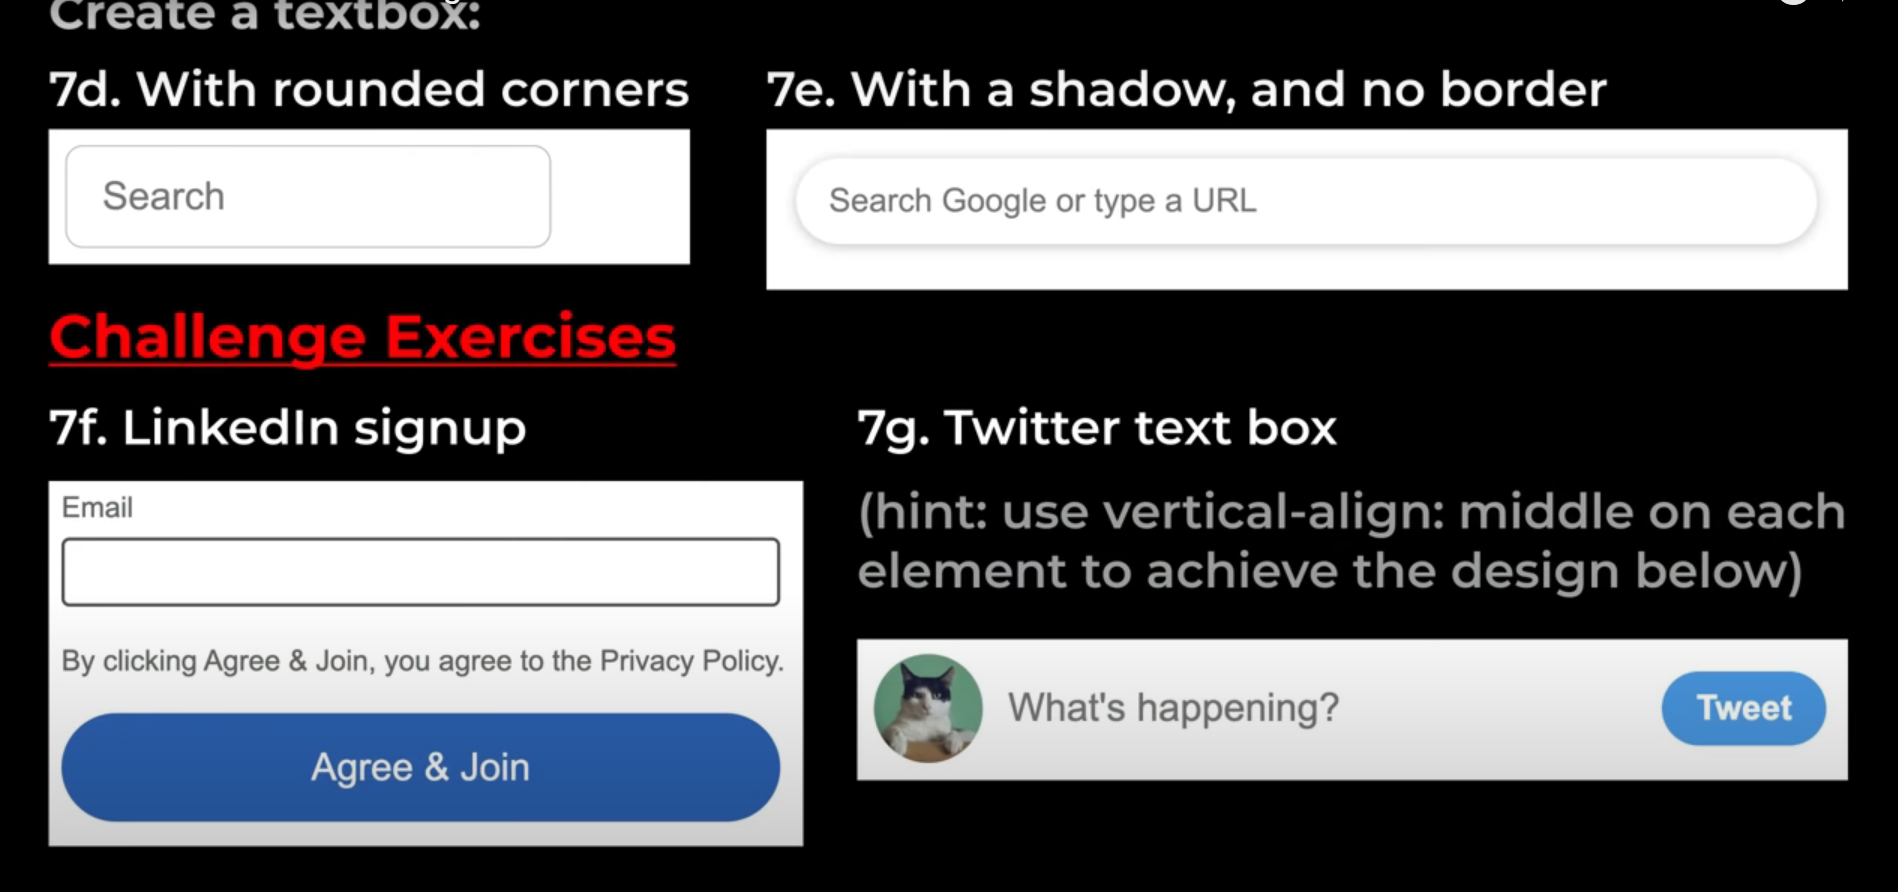 Create a textbox:
7d. With rounded corners
Search
7e. With a shadow, and no border
Search Google or type a URL
Challenge Exercises
7f. LinkedIn signup
Email
By clicking Agree & Join, you agree to the Privacy Policy.
Agree & Join
7g. Twitter text box
(hint: use vertical-align: middle on each
element to achieve the design below)
What's happening?
Tweet